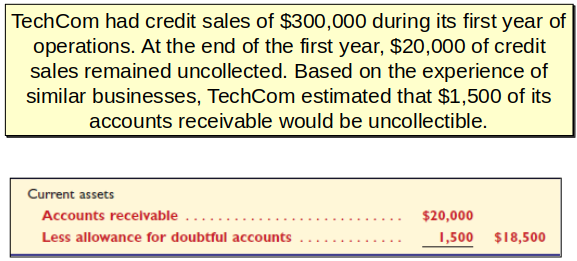 TechCom had credit sales of $300,000 during its first year of
operations. At the end of the first year, $20,000 of credit
sales remained uncollected. Based on the experience of
similar businesses, TechCom estimated that $1,500 of its
accounts receivable would be uncollectible.
Current assets
Accounts receivable . . . . . . . . . . . . . . . . . . . . . . . . . . . $20,000
Less allowance for doubtful accounts . . . . . . . . . . . . . 1,500 $18,500